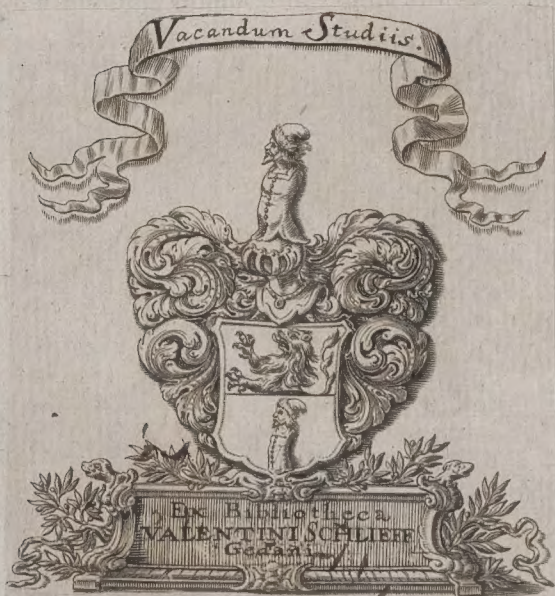 Vacandum Studiis.
Ex Bibliotheca
VALENTINI SCHLIEFF
Gedani